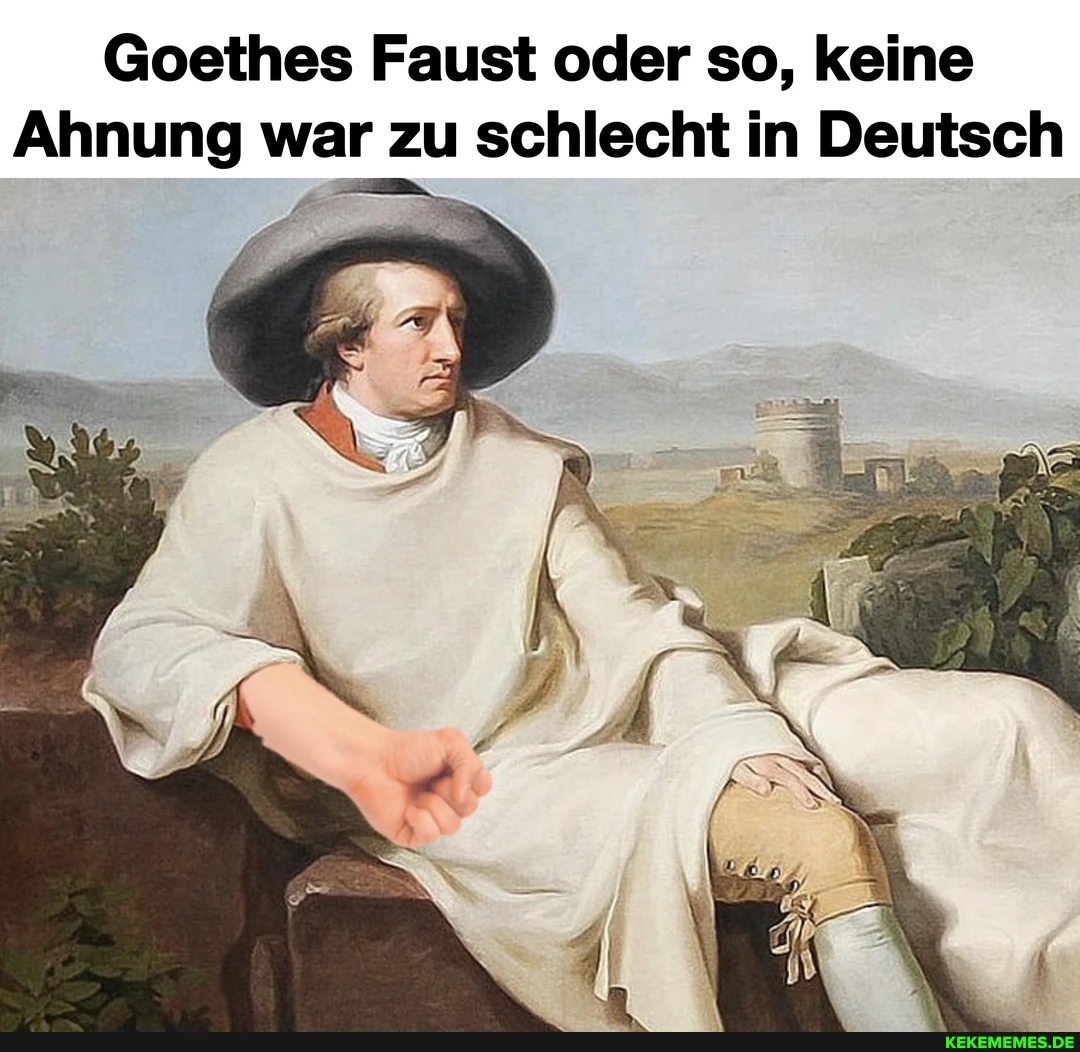 Goethes Faust oder so, keine
Ahnung war zu schlecht in Deutsch
KEKEMEMES.DE